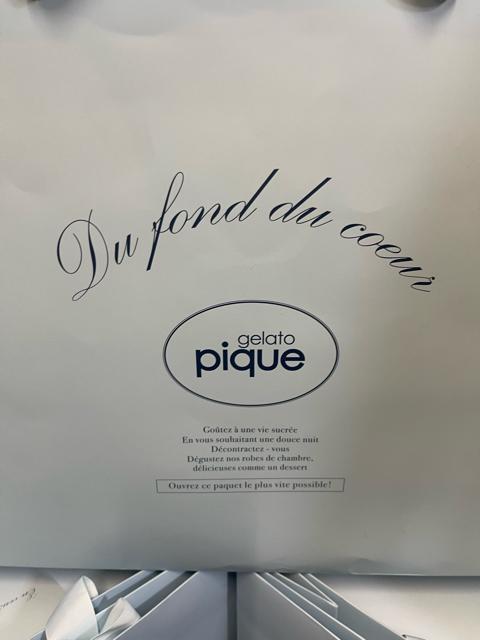 Du fond du coeur
gelato
pique
Goûtez à une vie sucrée
En vous souhaitant une douce nuit
Décontractez - vous
Dégustez nos robes de chambre,
délicieuses comme un dessert
Ouvrez ce paquet le plus vite possible!